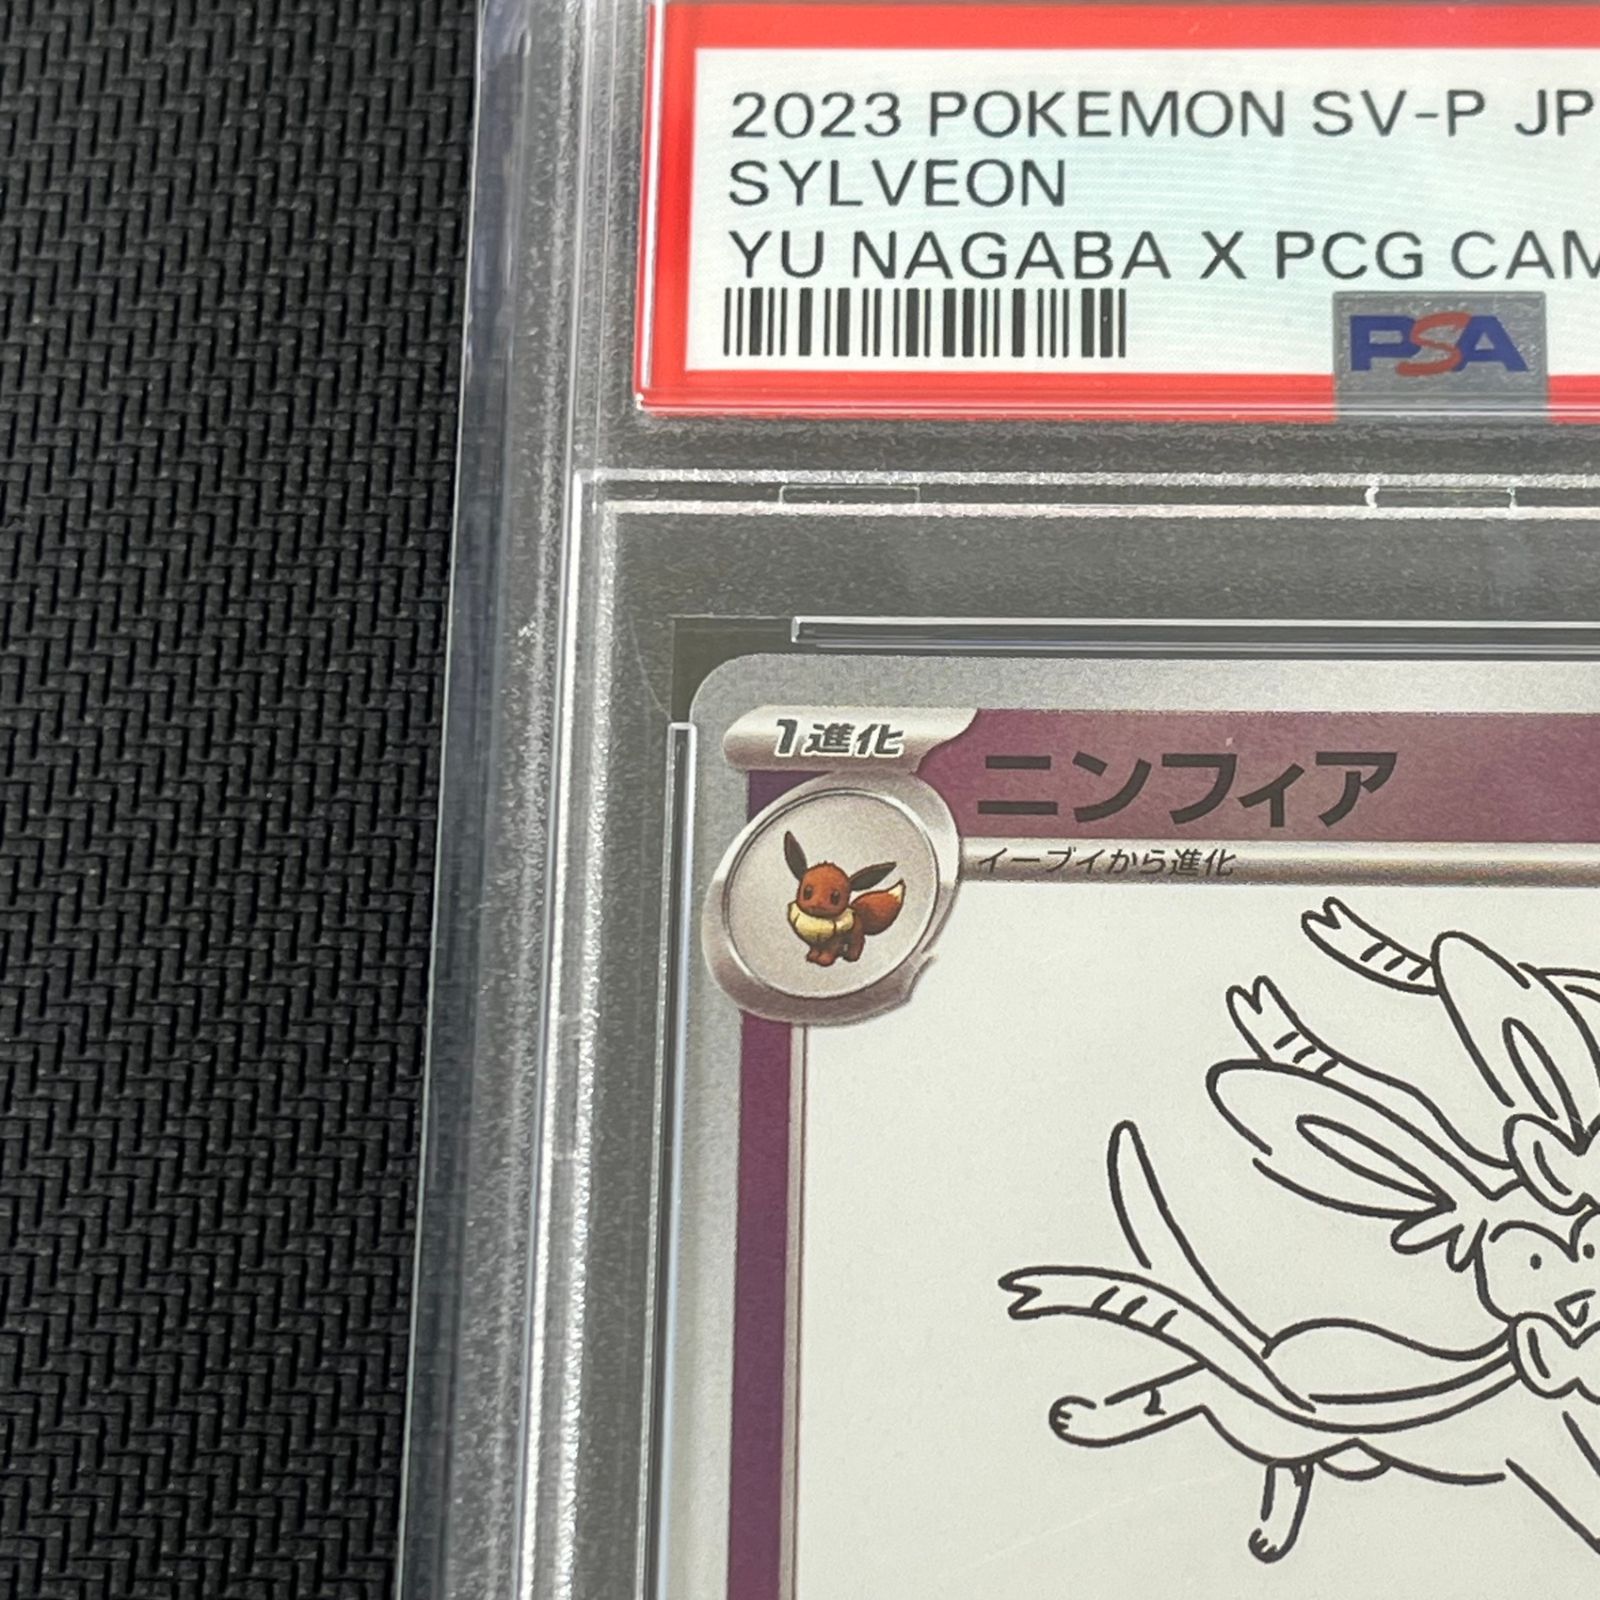 2023 POKEMON SV-P JP
SYLVEON
YU NAGABA X PCG CAM
PSA
1進化
ニンフィア
イーブイから進化